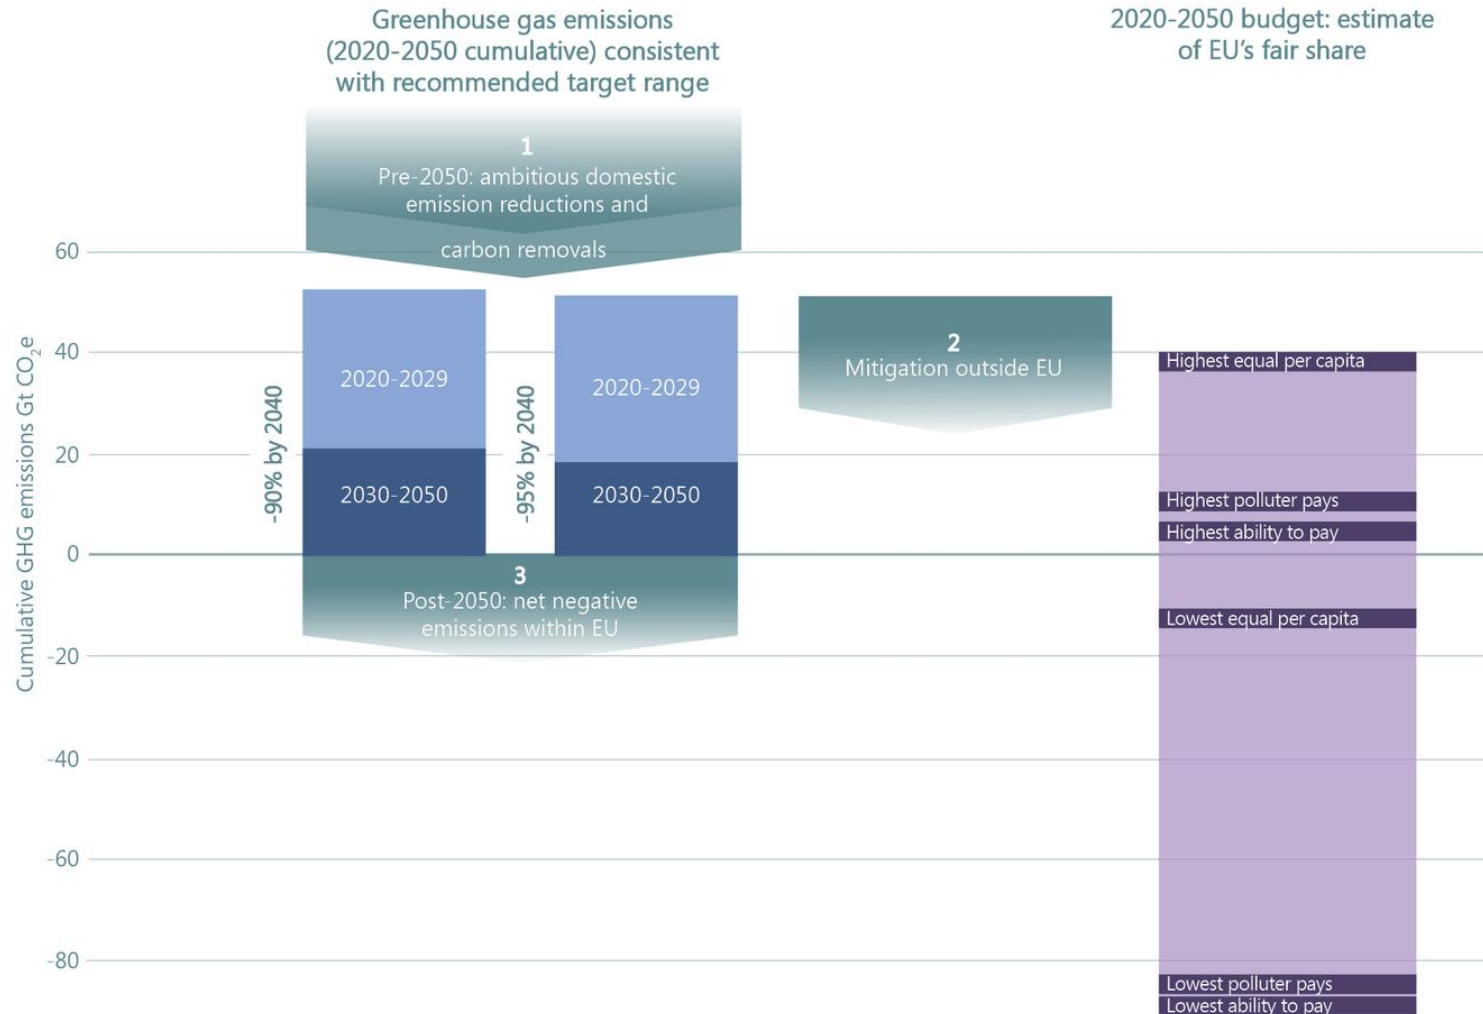 Greenhouse gas emissions
(2020-2050 cumulative) consistent
with recommended target range
2020-2050 budget: estimate
of EU's fair share
1
Pre-2050: ambitious domestic
emission reductions and
carbon removals
60
40
20
0
-20
-40
-60
-80
Cumulative GHG emissions Gt CO₂e
-90% by 2040
2020-2029
2030-2050
-95% by 2040
2020-2029
2030-2050
2
Mitigation outside EU
3
Post-2050: net negative
emissions within EU
Highest equal per capita
Highest polluter pays
Highest ability to pay
Lowest equal per capita
Lowest polluter pays
Lowest ability to pay